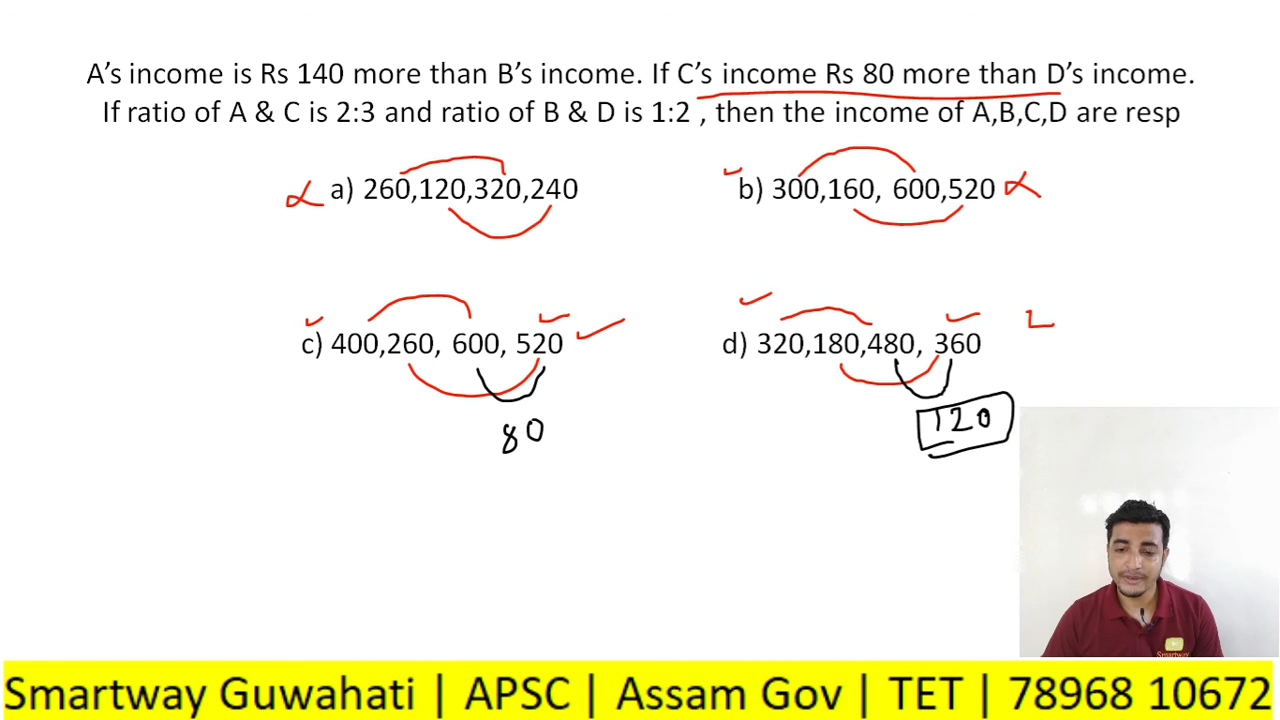 A’s income is Rs 140 more than B’s income. If C’s income Rs 80 more than D’s income.
If ratio of A & C is 2:3 and ratio of B & D is 1:2 , then the income of A,B,C,D are resp
a) 260,120,320,240
b) 300,160, 600,520
c) 400,260, 600, 520
d) 320,180,480, 360
80
120
Smartway
Smartway Guwahati | APSC | Assam Gov | TET | 78968 10672